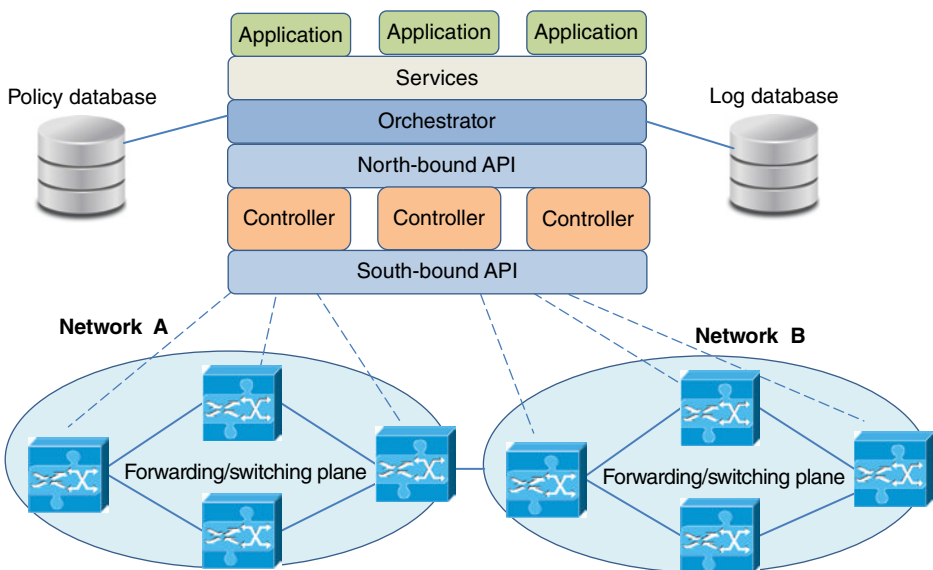 Application
Application
Application
Services
Policy database
Log database
Orchestrator
North-bound API
Controller
Controller
Controller
South-bound API
Network A
Network B
Forwarding/switching plane
Forwarding/switching plane